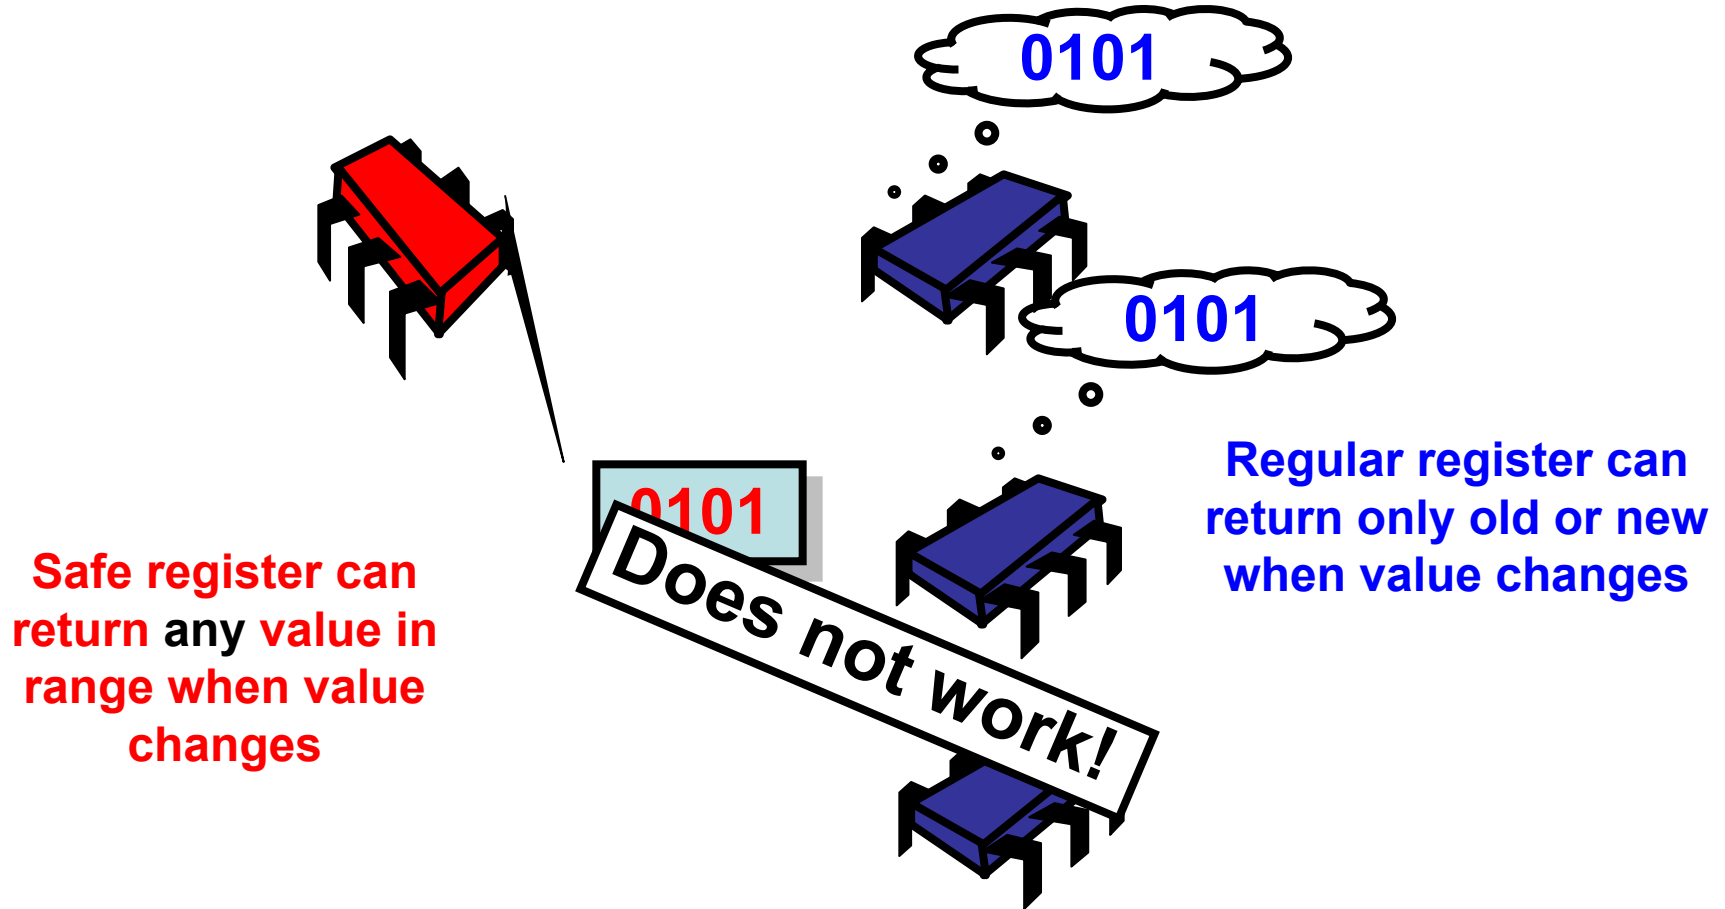 0101
0101
0101
Does not work!
Safe register can
return any value in
range when value
changes
Regular register can
return only old or new
when value changes